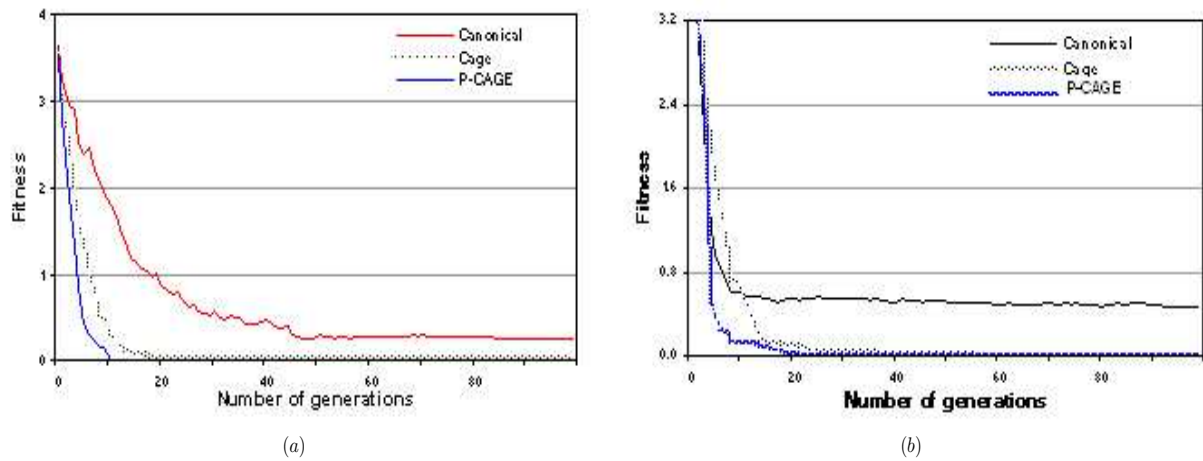 4
3
2
1
0
Fitness
Canonical
Cage
P-CAGE
0
20
40
60
80
Number of generations
(a)
3.2
2.4
1.6
0.8
0.0
Fitness
Canonical
Cage
P-CAGE
0
20
40
60
80
Number of generations
(b)